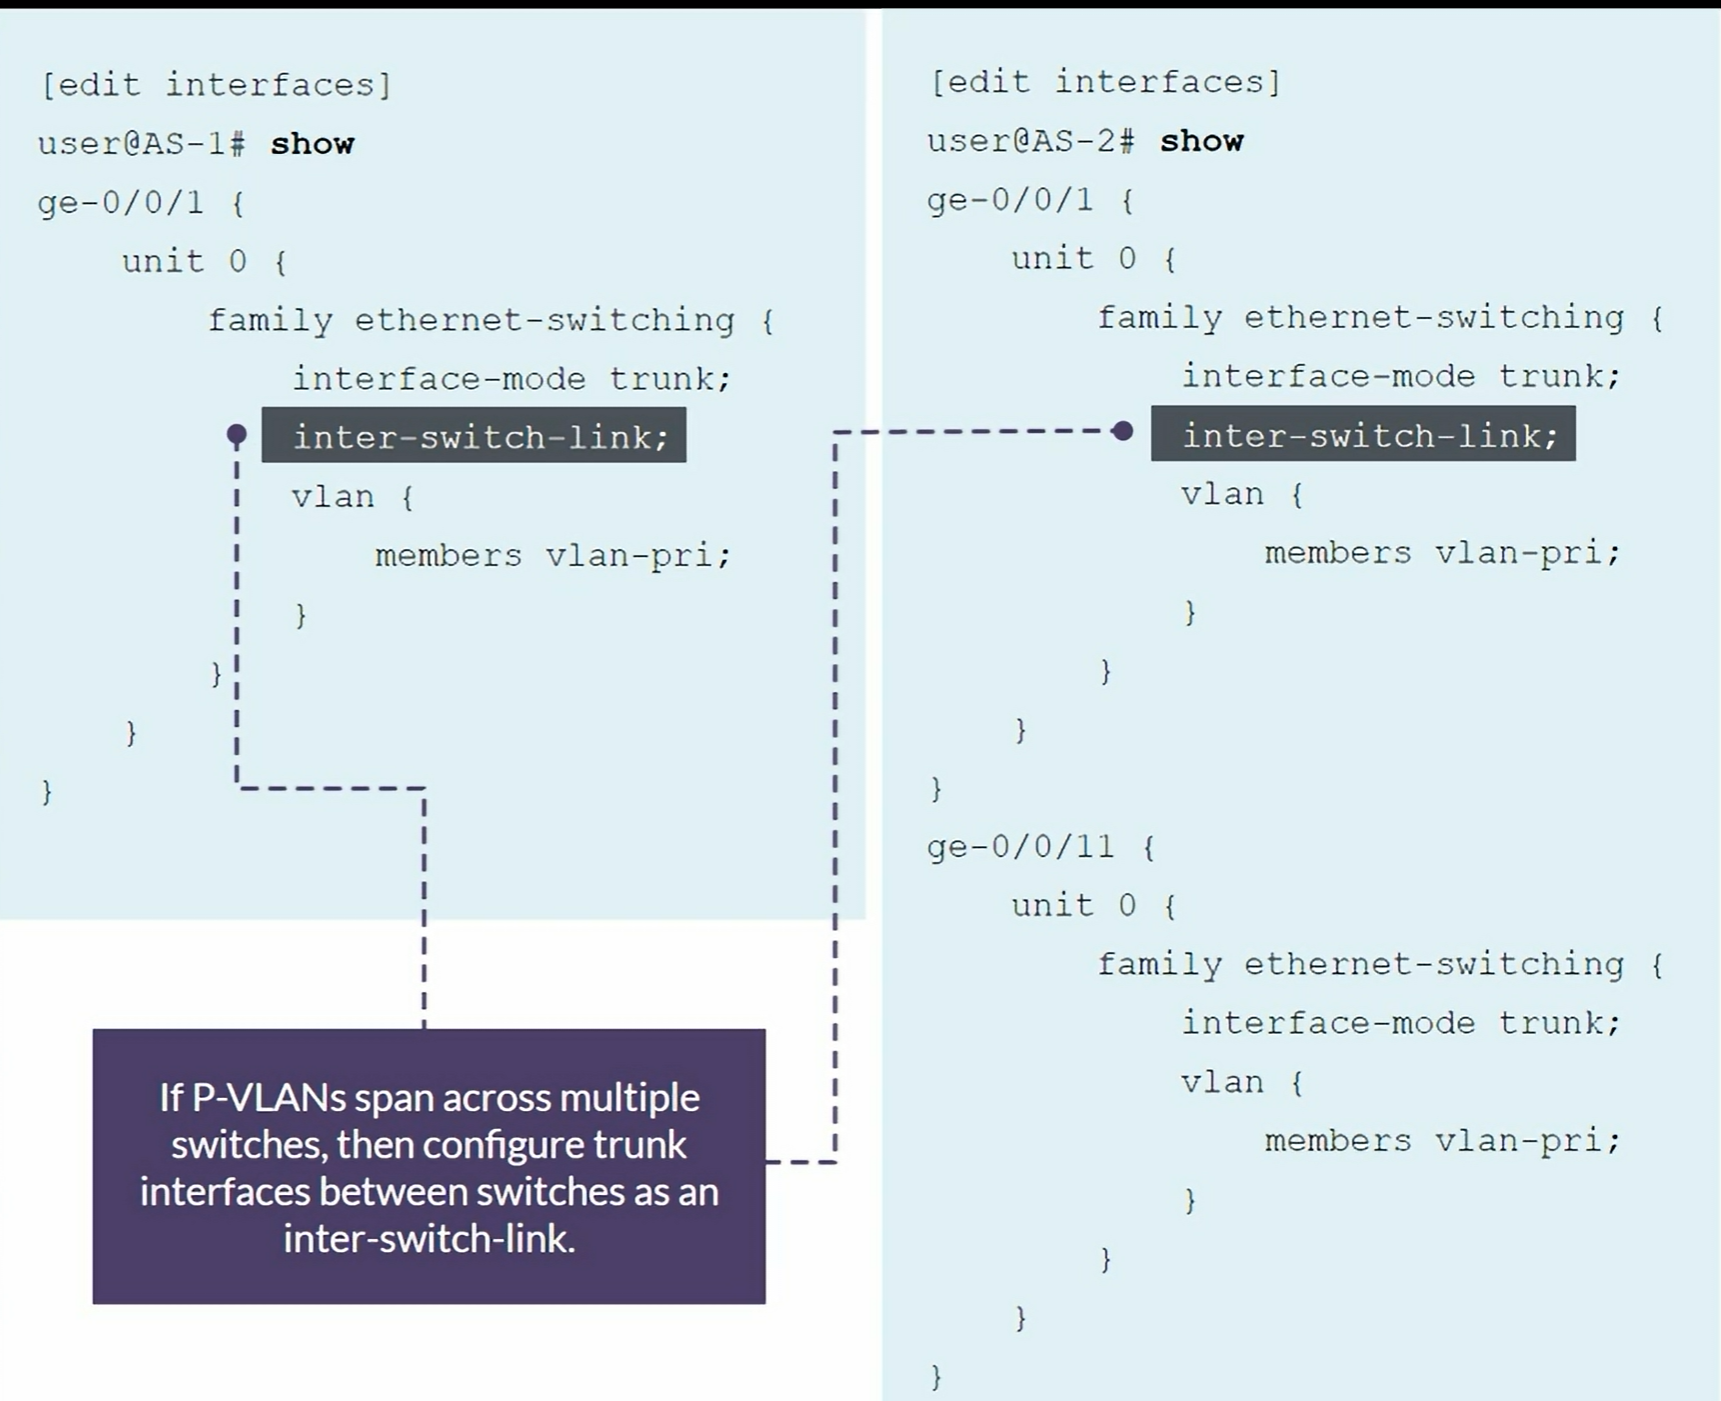 [edit interfaces]
user@AS-1# show
ge-0/0/1 {
unit 0 {
family ethernet-switching {
interface-mode trunk;
inter-switch-link;
vlan {
members vlan-pri;
}
}
}
}
If P-VLANs span across multiple
switches, then configure trunk
interfaces between switches as an
inter-switch-link.
[edit interfaces]
user@AS-2# show
ge-0/0/1 {
unit 0 {
family ethernet-switching {
interface-mode trunk;
inter-switch-link;
vlan {
members vlan-pri;
}
}
}
}
ge-0/0/11 {
unit 0 {
family ethernet-switching {
interface-mode trunk;
vlan {
members vlan-pri;
}
}
}
}